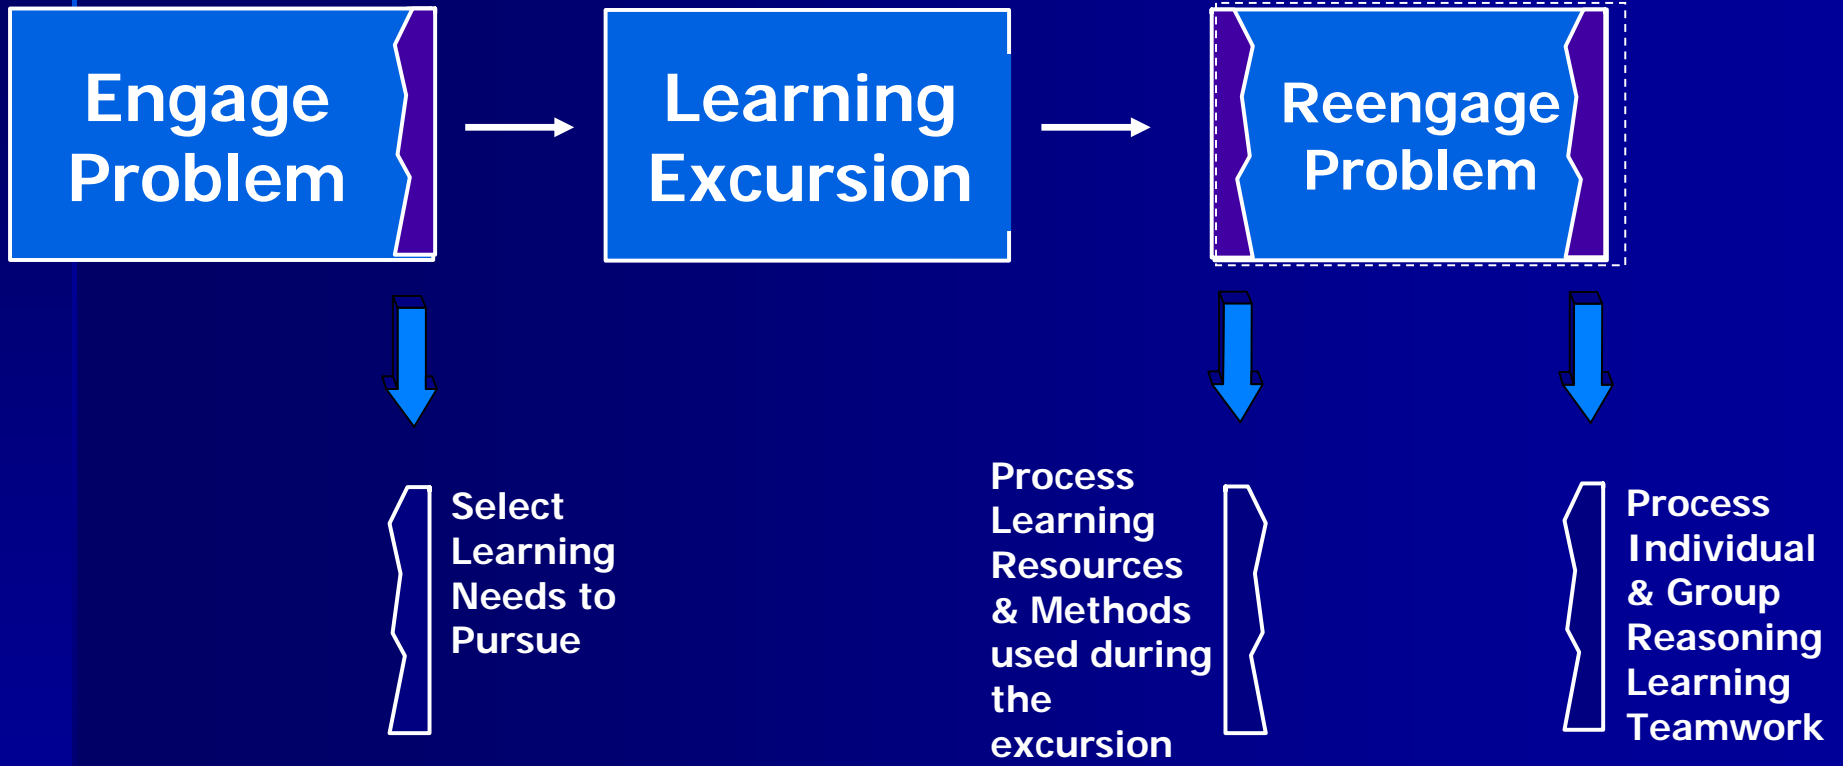 Engage
Problem
Learning
Excursion
Reengage
Problem
Select
Learning
Needs to
Pursue
Process
Learning
Resources
& Methods
used during
the
excursion
Process
Individual
& Group
Reasoning
Learning
Teamwork